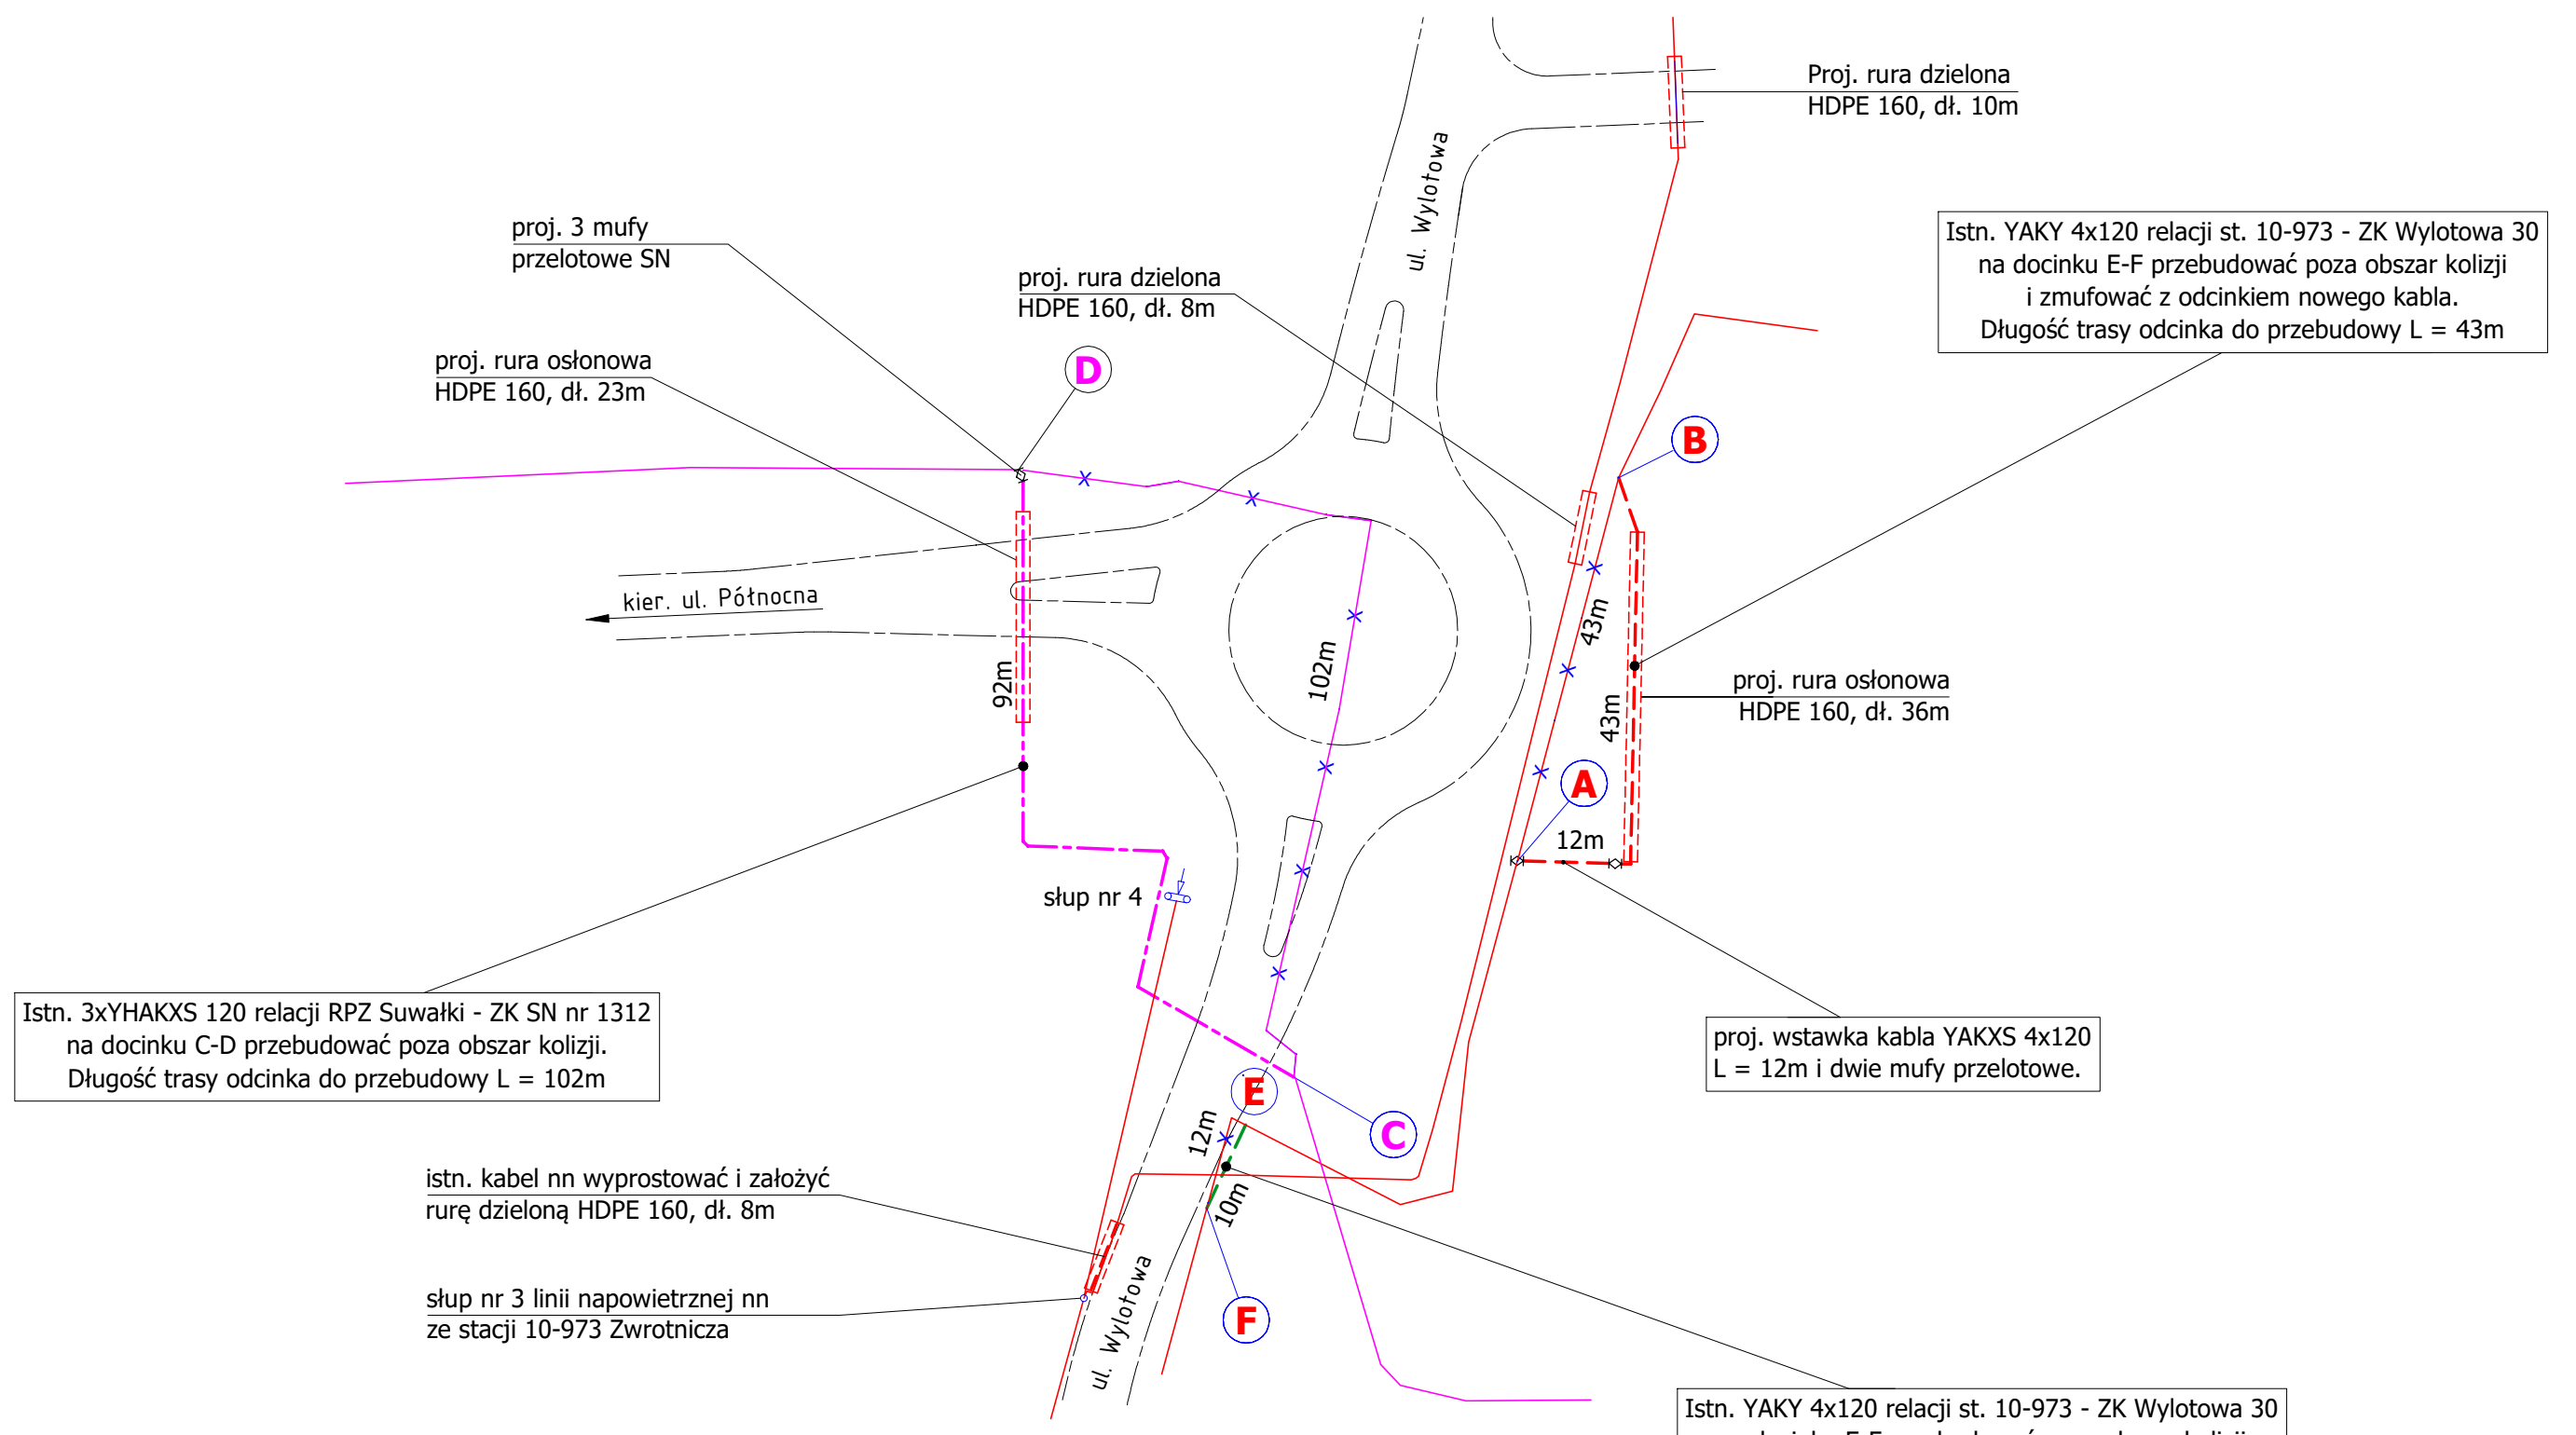 Proj. rura dzielona
HDPE 160, dł. 10m
ul. Wylotowa
proj. 3 mufy
przelotowe SN
Istn. YAKY 4x120 relacji st. 10-973 - ZK Wylotowa 30
na docinku E-F przebudować poza obszar kolizji
i zmufować z odcinkiem nowego kabla.
Długość trasy odcinka do przebudowy L = 43m
proj. rura dzielona
HDPE 160, dł. 8m
proj. rura osłonowa
HDPE 160, dł. 23m
D
B
kier. ul. Północna
43m
102m
92m
43m
proj. rura osłonowa
HDPE 160, dł. 36m
A
12m
słup nr 4
Istn. 3xYHAKXS 120 relacji RPZ Suwałki - ZK SN nr 1312
na docinku C-D przebudować poza obszar kolizji.
Długość trasy odcinka do przebudowy L = 102m
proj. wstawka kabla YAKXS 4x120
L = 12m i dwie mufy przelotowe.
E
C
12m
10m
istn. kabel nn wyprostować i założyć
rurę dzieloną HDPE 160, dł. 8m
słup nr 3 linii napowietrznej nn
ze stacji 10-973 Zwrotnicza
F
ul. Wylotowa
Istn. YAKY 4x120 relacji st. 10-973 - ZK Wylotowa 30